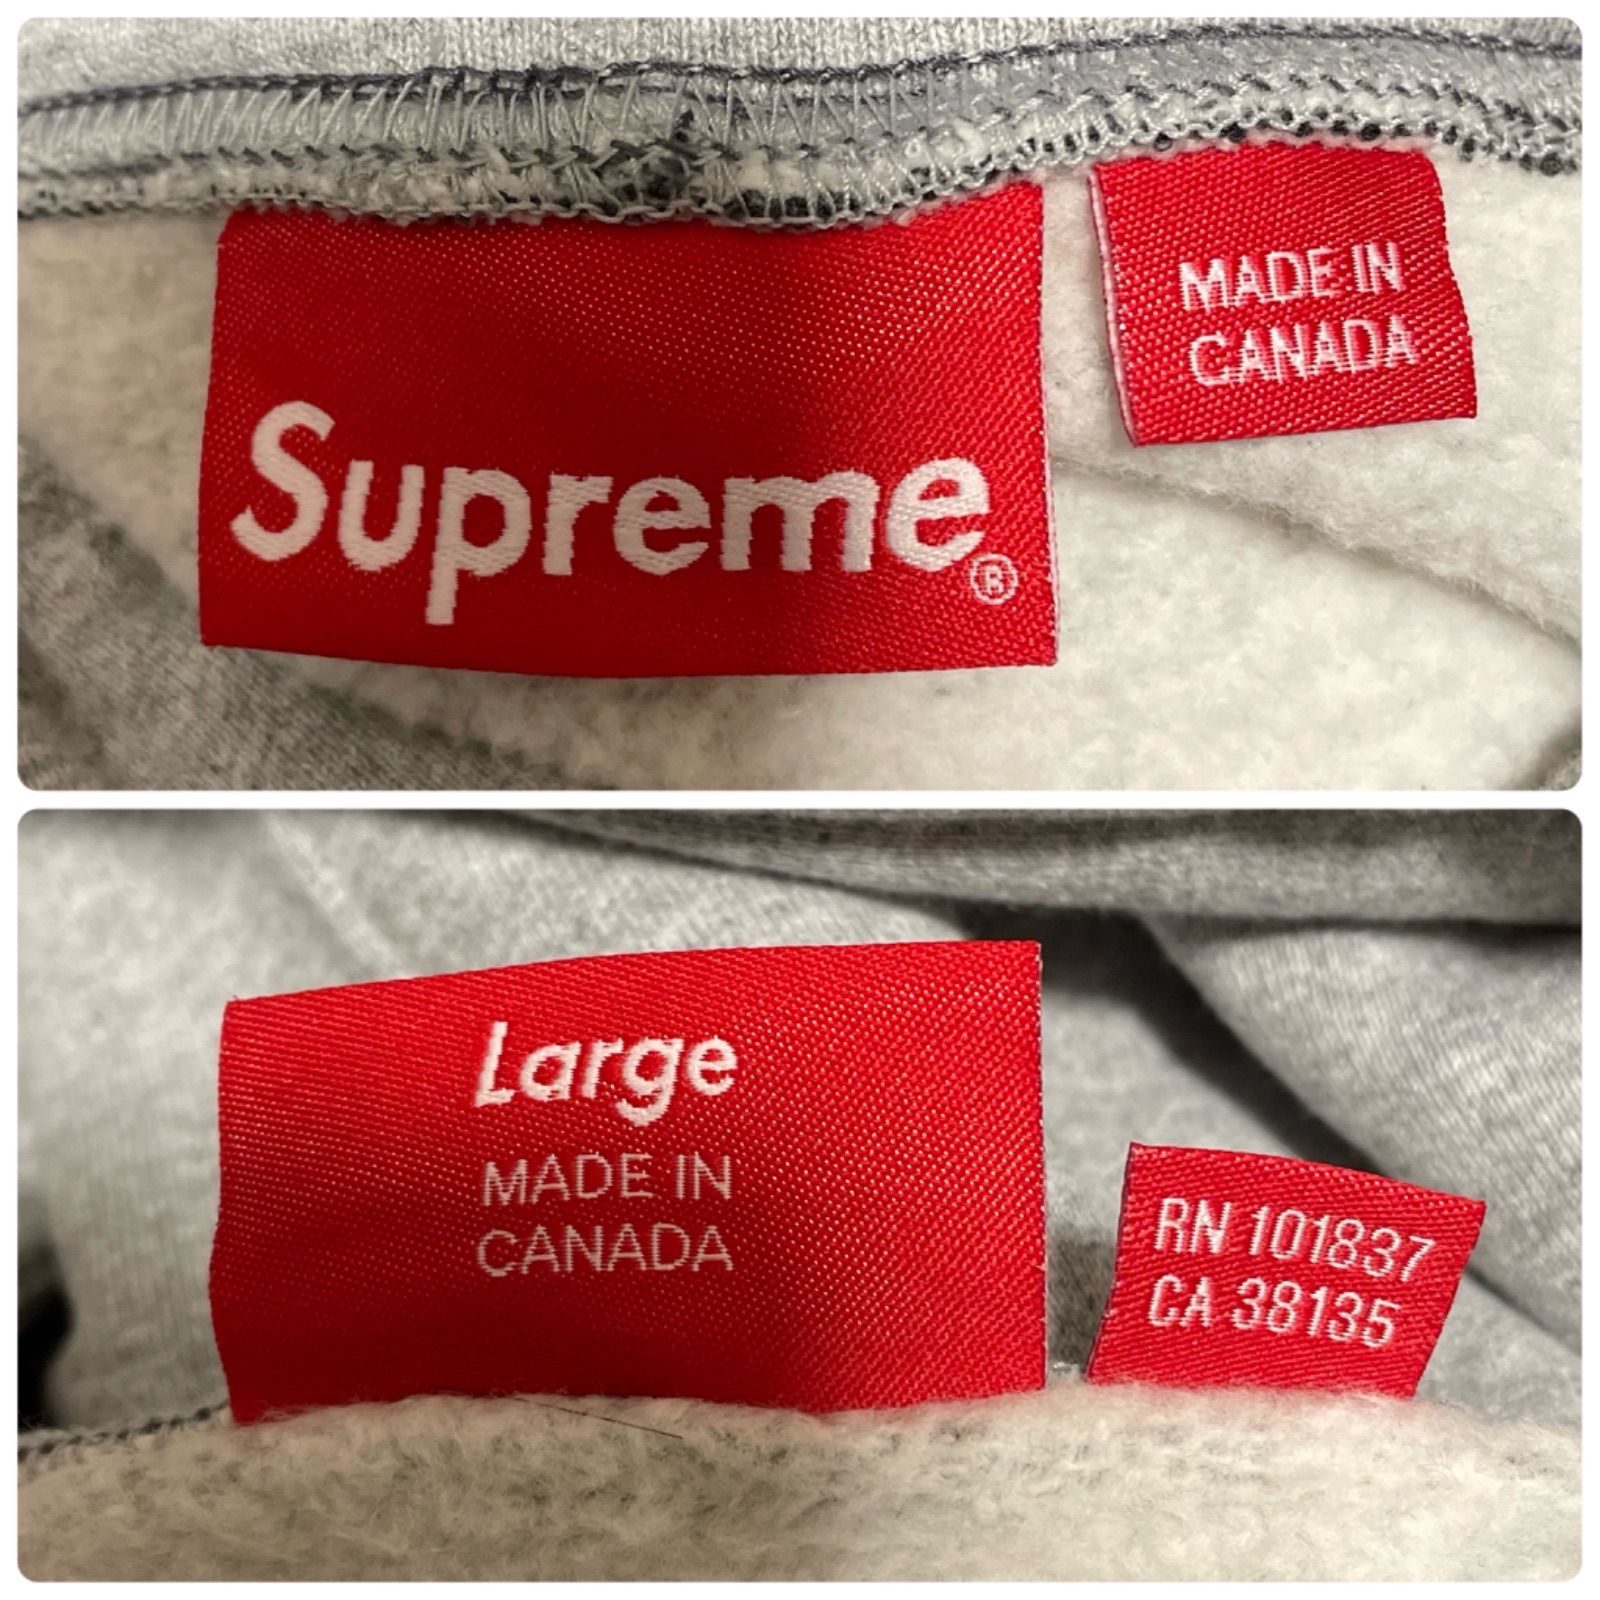 Supreme®
MADE IN
CANADA
Large
MADE IN
CANADA
RN 101837
CA 38135